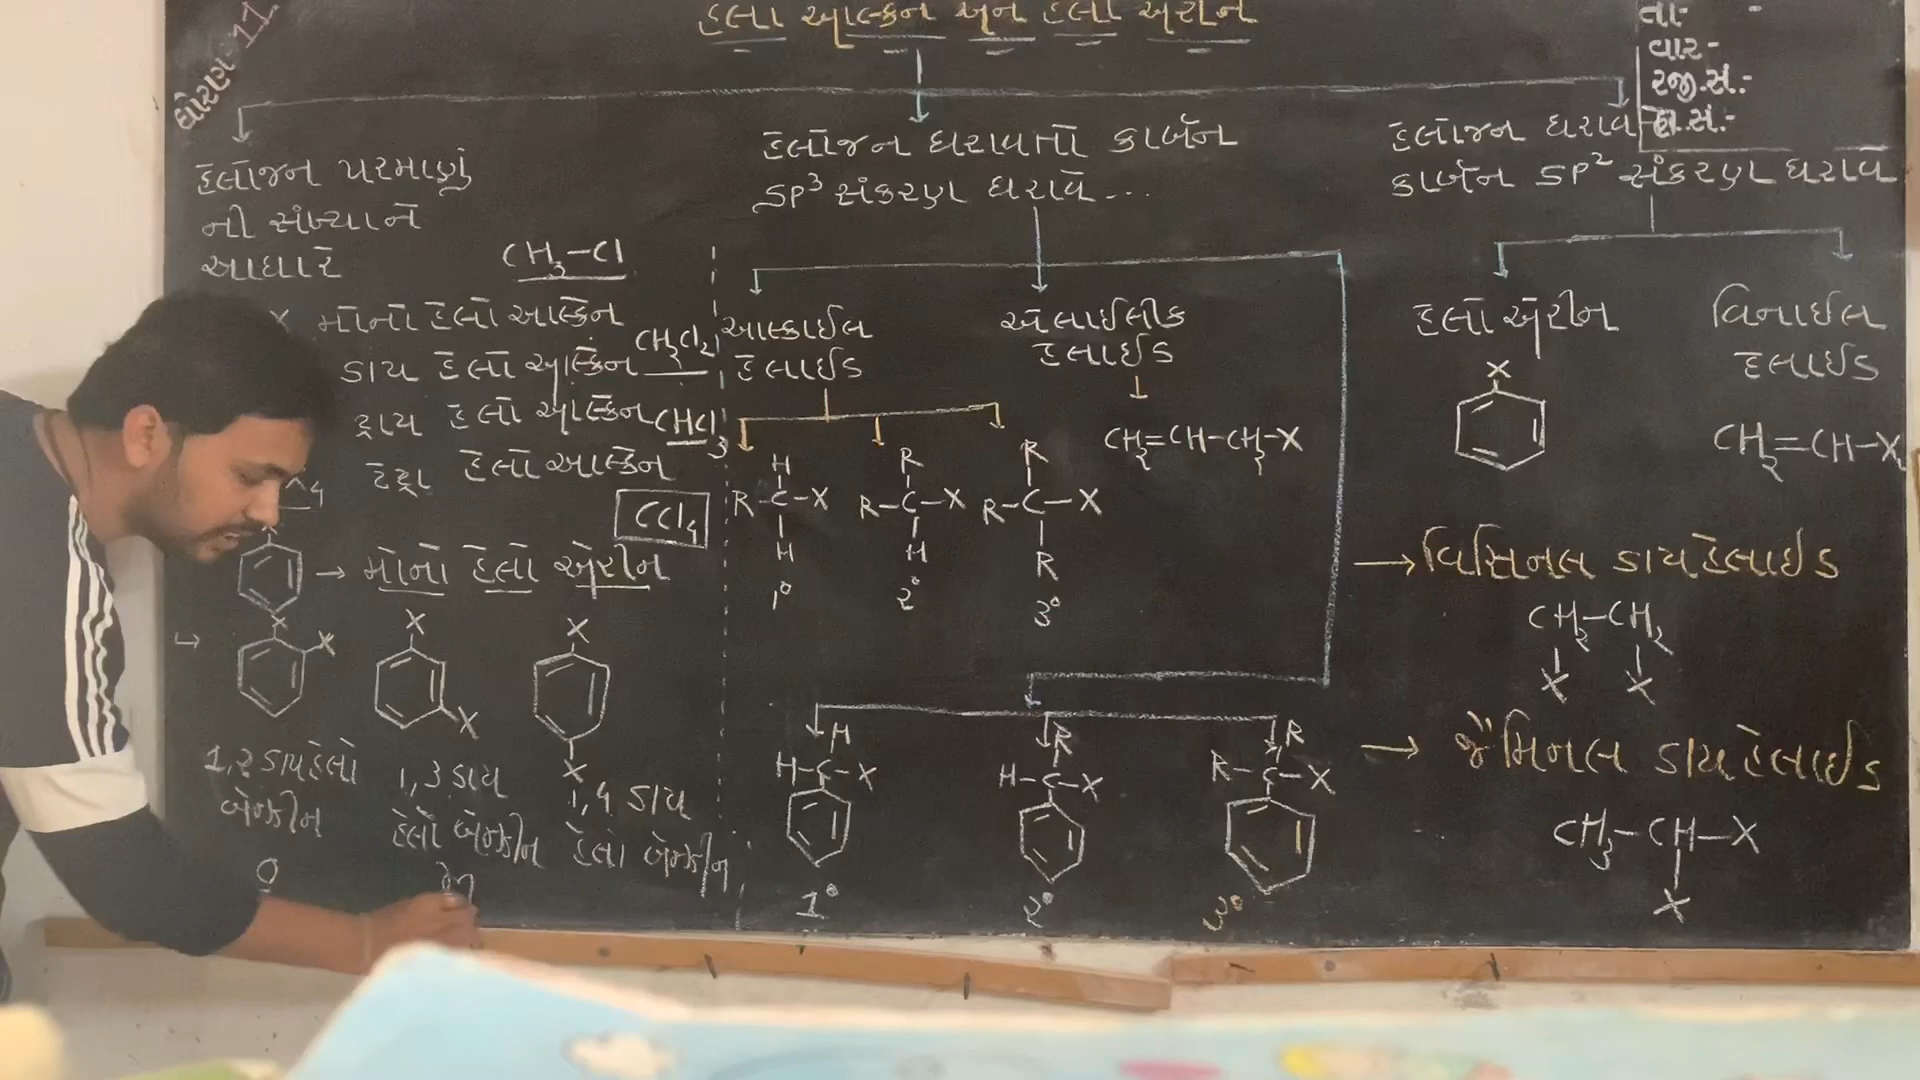 હેલો આલ્કેન અને હેલો એરીન
ધોરણ-11
તા-
વાર-
રજી.સં.:-
હા.સં.:-
હેલોજન પરમાણું
ની સંખ્યાને
આધારે
CH3-Cl
X મોનો હેલો આલ્કેન
ડાય હેલો આલ્કેન CH2Cl2
ટ્રાય હેલો આલ્કેન CHCl3
ટેટ્રા હેલો આલ્કેન
CCl4
X
→ મોનો હેલો એરીન
X X
X X
X X
1,2 ડાયહેલો
બેન્ઝીન
1,3 ડાય
હેલો બેન્ઝીન
1,4 ડાય
હેલો બેન્ઝીન
O
હેલોજન ધરાવતો કાર્બન
SP3 સંકરણ ધરાવે...
આલ્કાઈલ
હેલાઈડ
H
R-C-X
H
1°
R
R-C-X
H
2°
R
R-C-X
R
3°
એલાઈલીક
હેલાઈડ
CH2=CH-CH2-X
H
H-C-X
1°
R
H-C-X
2°
R
R-C-X
3°
હેલોજન ધરાવતો
કાર્બન SP2 સંકરણ ધરાવે
હેલો એરીન
X
વિનાઈલ
હેલાઈડ
CH2=CH-X
→ વિસિનલ ડાયહેલાઈડ
CH2-CH2
X X
→ જૈમિનલ ડાયહેલાઈડ
CH3-CH-X
X